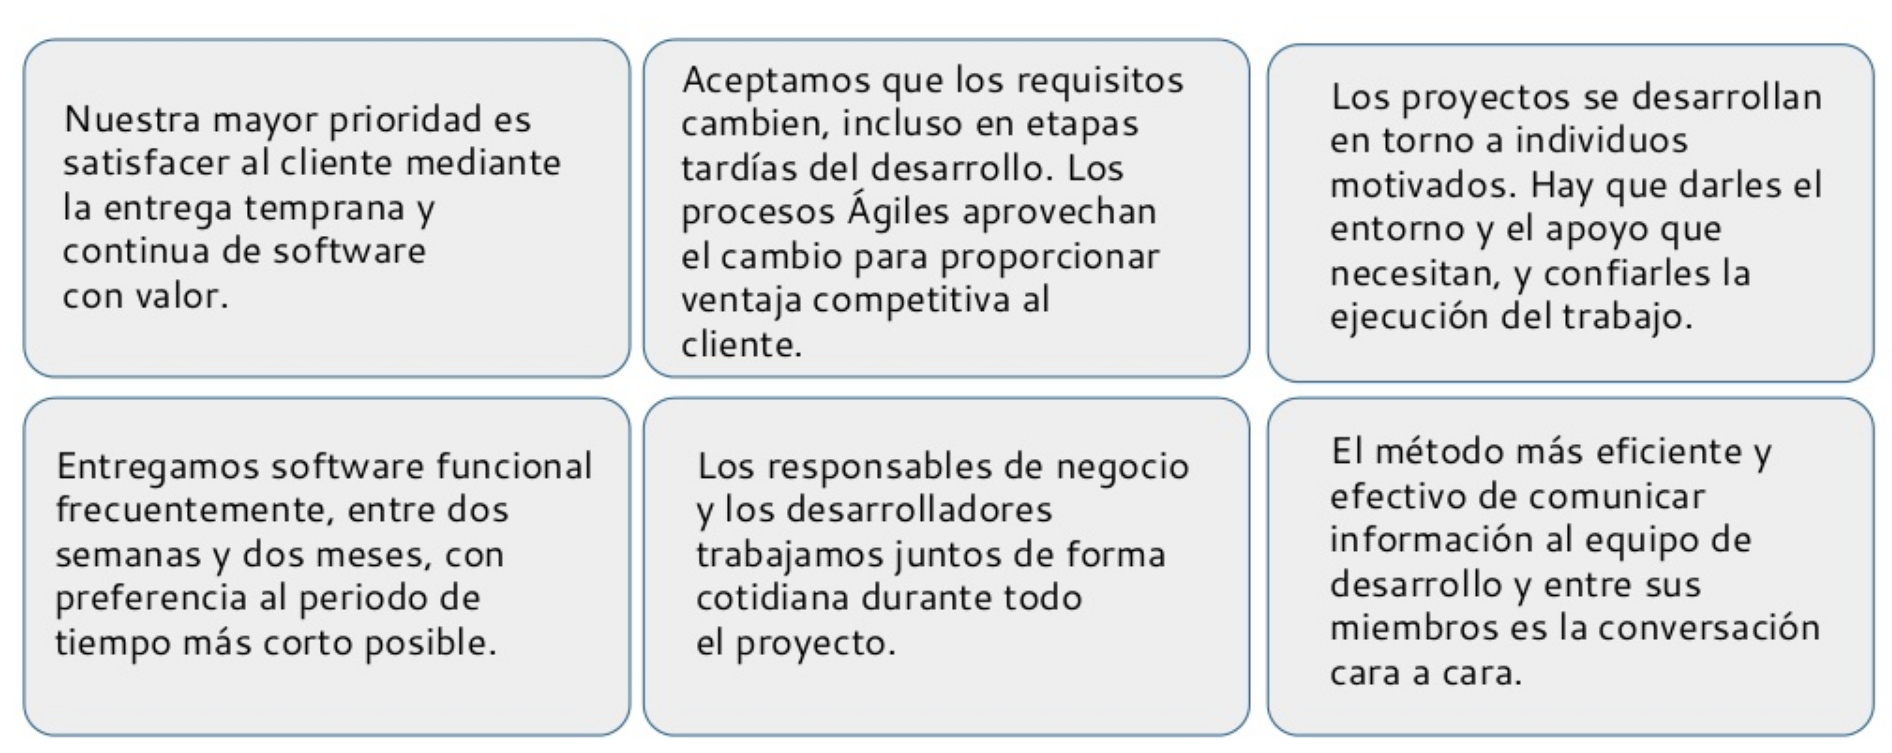 Nuestra mayor prioridad es
satisfacer al cliente mediante
la entrega temprana y
continua de software
con valor.
Aceptamos que los requisitos
cambien, incluso en etapas
tardías del desarrollo. Los
procesos Ágiles aprovechan
el cambio para proporcionar
ventaja competitiva al
cliente.
Los proyectos se desarrollan
en torno a individuos
motivados. Hay que darles el
entorno y el apoyo que
necesitan, y confiarles la
ejecución del trabajo.
Entregamos software funcional
frecuentemente, entre dos
semanas y dos meses, con
preferencia al periodo de
tiempo más corto posible.
Los responsables de negocio
y los desarrolladores
trabajamos juntos de forma
cotidiana durante todo
el proyecto.
El método más eficiente y
efectivo de comunicar
información al equipo de
desarrollo y entre sus
miembros es la conversación
cara a cara.